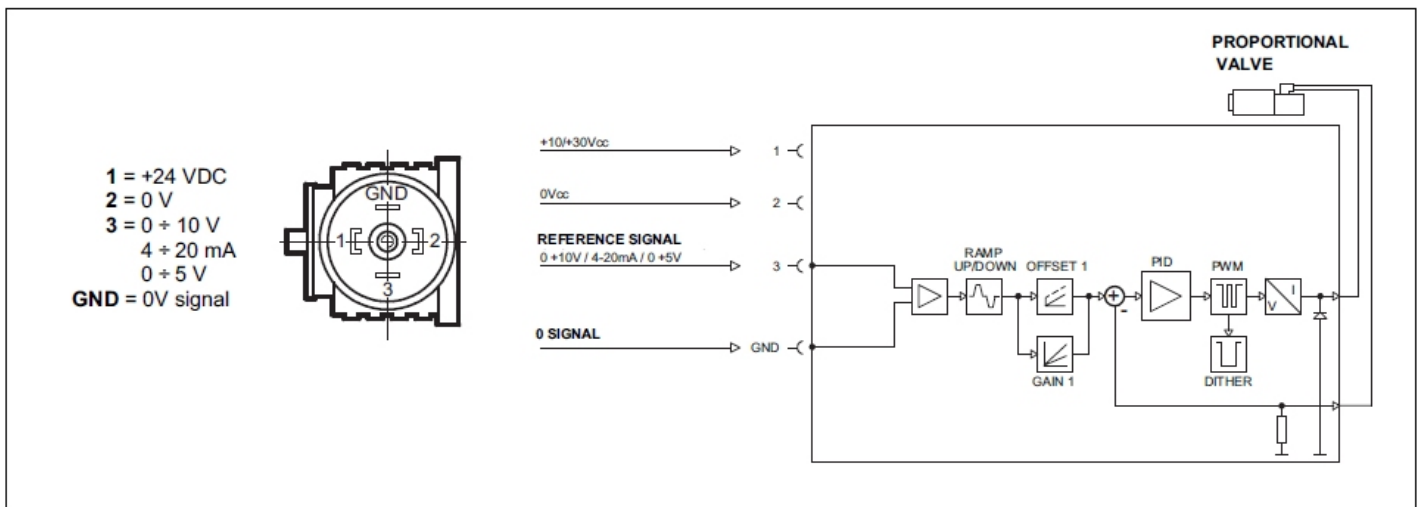 1 = +24 VDC
2 = 0 V
3 = 0 ÷ 10 V
4 ÷ 20 mA
0 ÷ 5 V
GND = 0V signal
GND
1
2
3
+10/+30Vcc
1
0Vcc
2
REFERENCE SIGNAL
0 +10V / 4-20mA / 0 +5V
3
0 SIGNAL
GND
PROPORTIONAL
VALVE
RAMP
UP/DOWN
OFFSET 1
GAIN 1
+
-
PID
PWM
DITHER
I
V